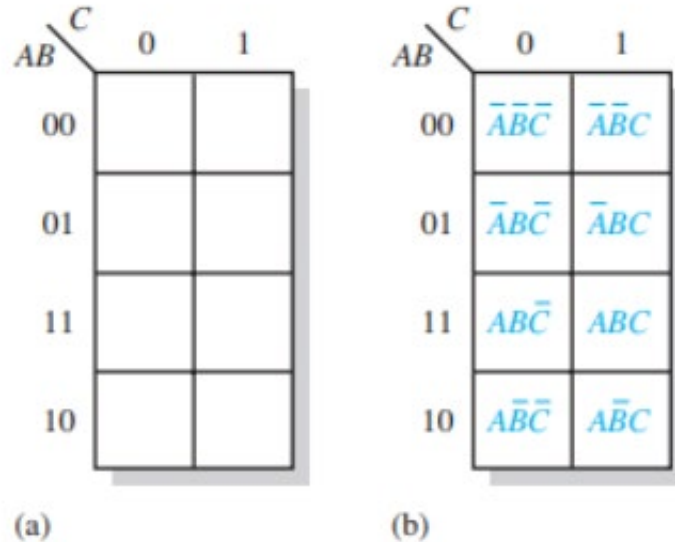 C
AB 0 1
00
01
11
10
(a)
C
AB 0 1
00 A̅B̅C̅ A̅B̅C
01 A̅BC̅ A̅BC
11 ABC̅ ABC
10 AB̅C̅ AB̅C
(b)